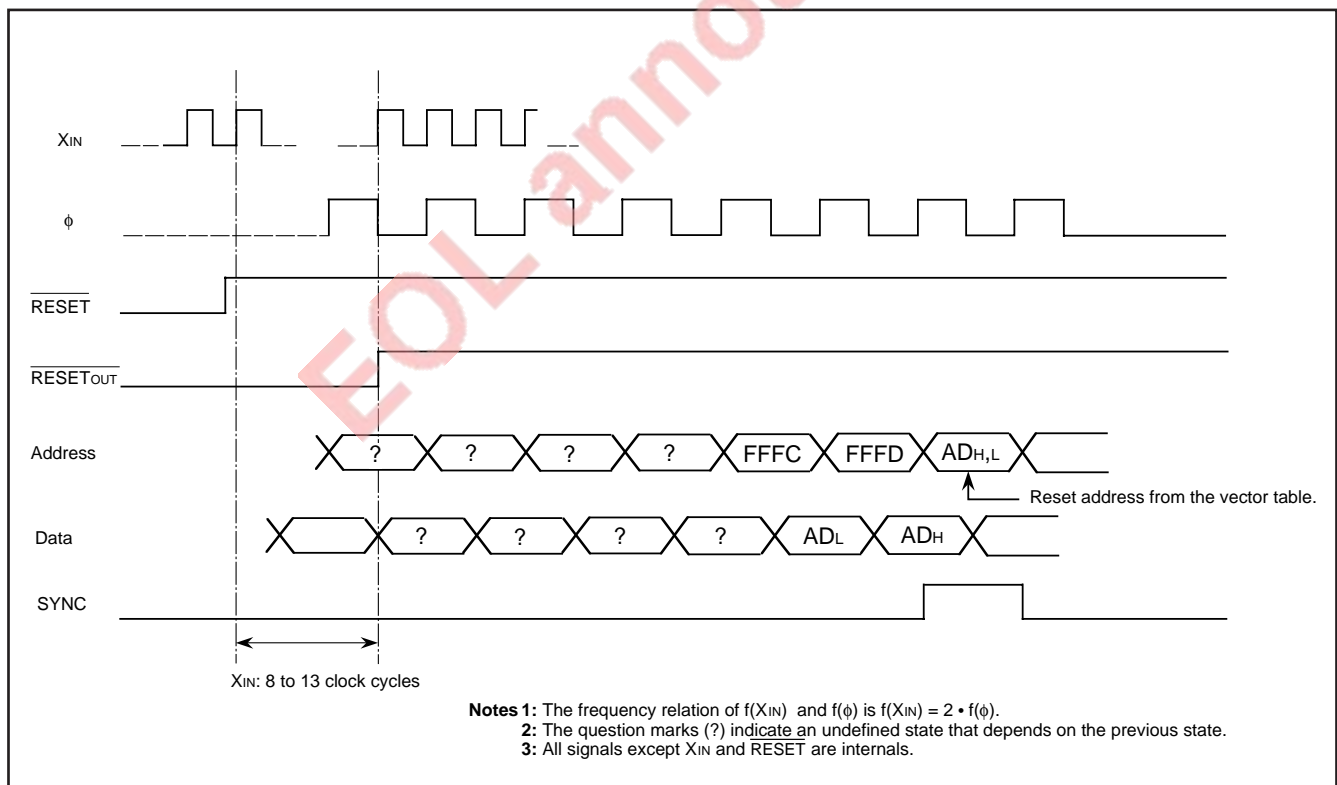 EOL annou
XIN
ϕ
RESET
RESETOUT
Address
? ? ? ? FFFC FFFD ADH,L
Reset address from the vector table.
Data
? ? ? ? ADL ADH
SYNC
XIN: 8 to 13 clock cycles
Notes 1: The frequency relation of f(XIN) and f(ϕ) is f(XIN) = 2 • f(ϕ).
2: The question marks (?) indicate an undefined state that depends on the previous state.
3: All signals except XIN and RESET are internals.